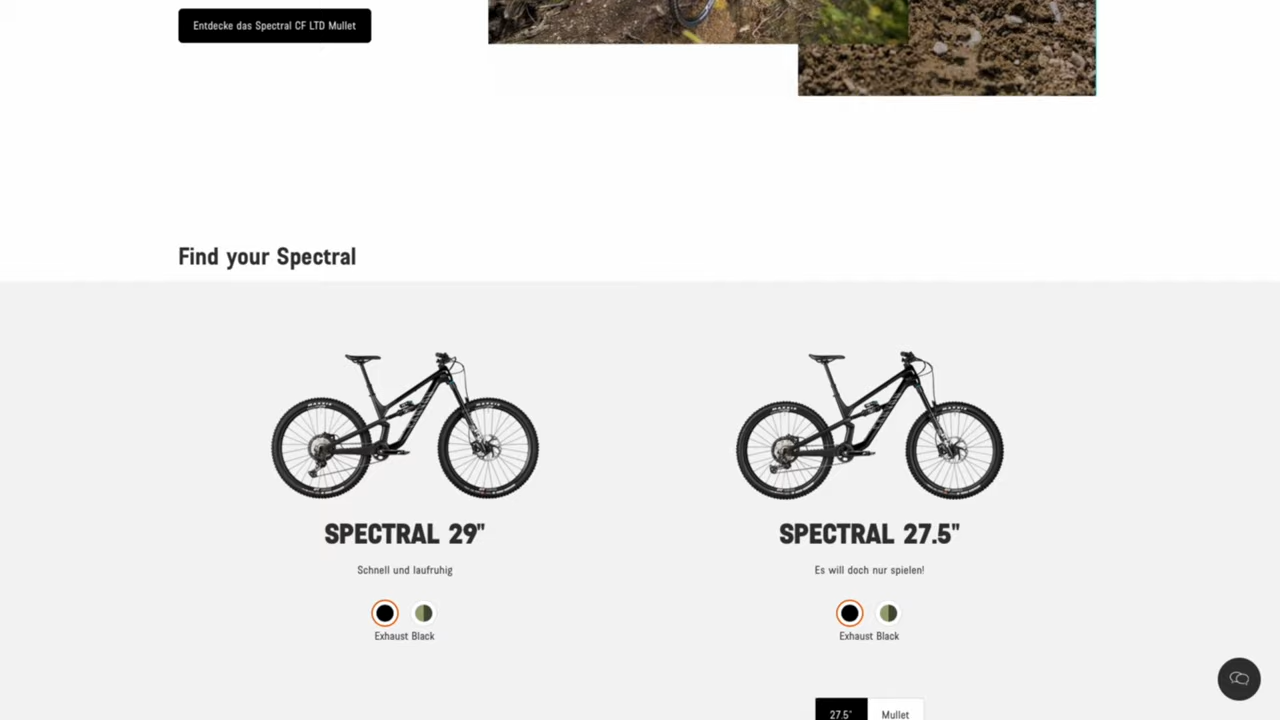 Entdecke das Spectral CF LTD Mullet
Find your Spectral
SPECTRAL 29"
Schnell und laufruhig
Exhaust Black
SPECTRAL 27.5"
Es will doch nur spielen!
Exhaust Black
27.5"
Mullet